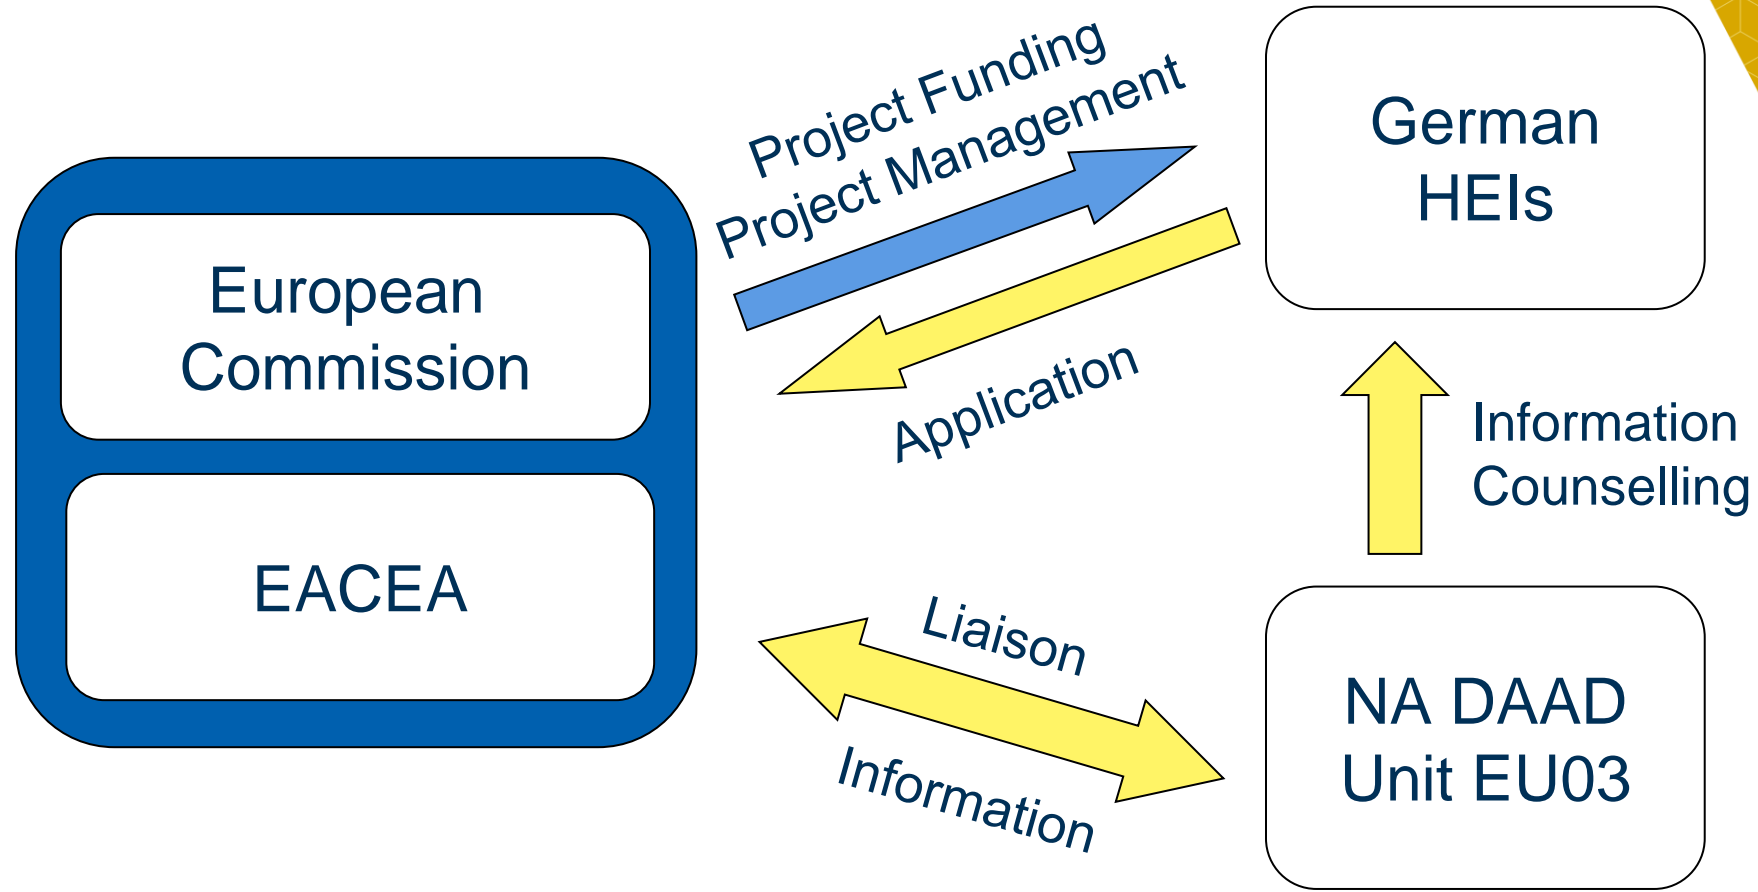 Project Funding
Project Management
German
HEIs
European
Commission
Application
Information
Counselling
EACEA
Liaison
Information
NA DAAD
Unit EU03